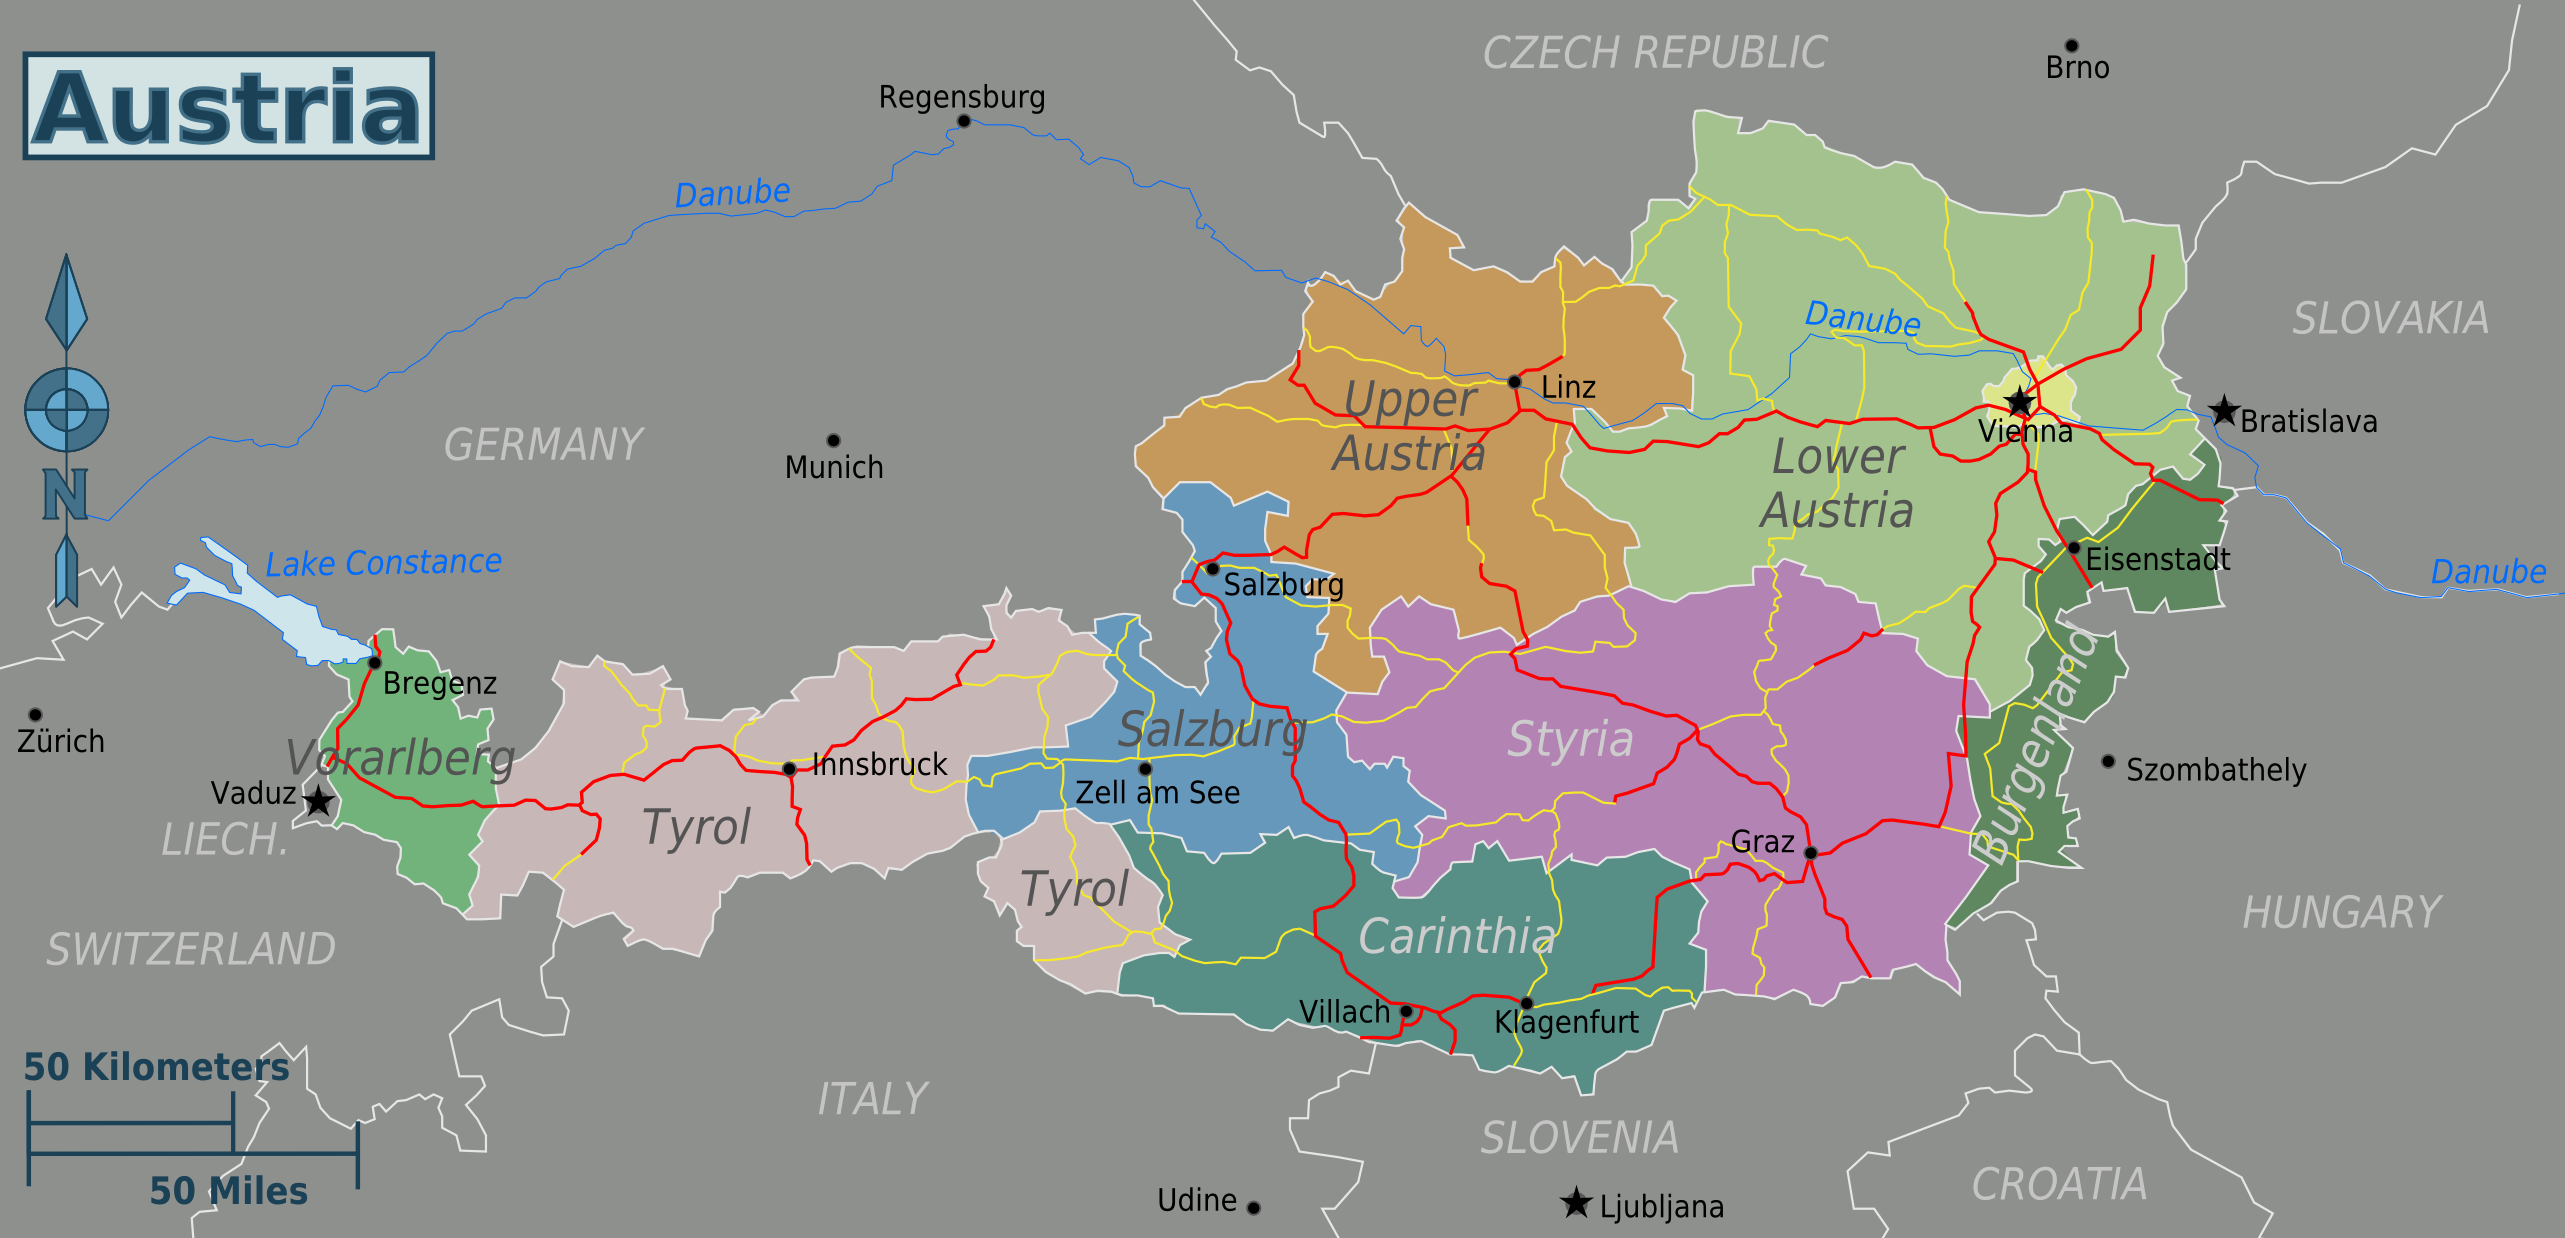 Austria
CZECH REPUBLIC
Brno
Regensburg
Danube
SLOVAKIA
Danube
Linz
Upper
Austria
Vienna
Bratislava
GERMANY
Munich
Lower
Austria
N
Lake Constance
Salzburg
Eisenstadt
Danube
Bregenz
Zürich
Vorarlberg
Vaduz
LIECH.
Innsbruck
Tyrol
Salzburg
Zell am See
Styria
Burgenland
Szombathely
Graz
Tyrol
Carinthia
HUNGARY
SWITZERLAND
Villach
Klagenfurt
50 Kilometers
50 Miles
ITALY
SLOVENIA
CROATIA
Udine
Ljubljana